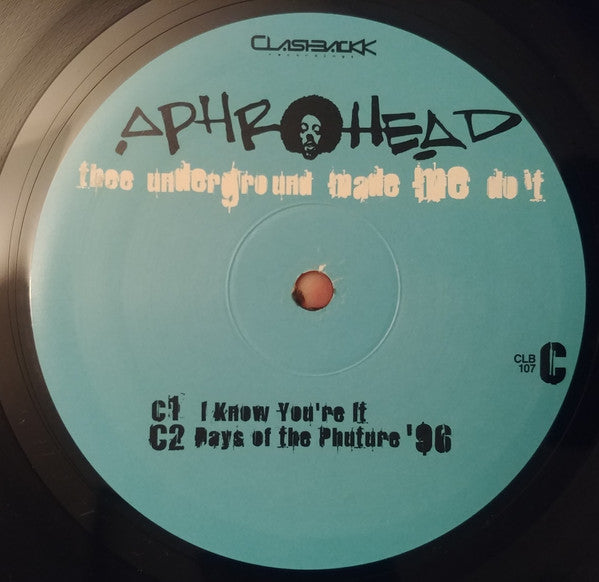 CLASHBACKK
recordings
APHROHEAD
thee underground made ME do't
CLB
107 C
C1 I Know You're It
C2 Days of the Phuture '96